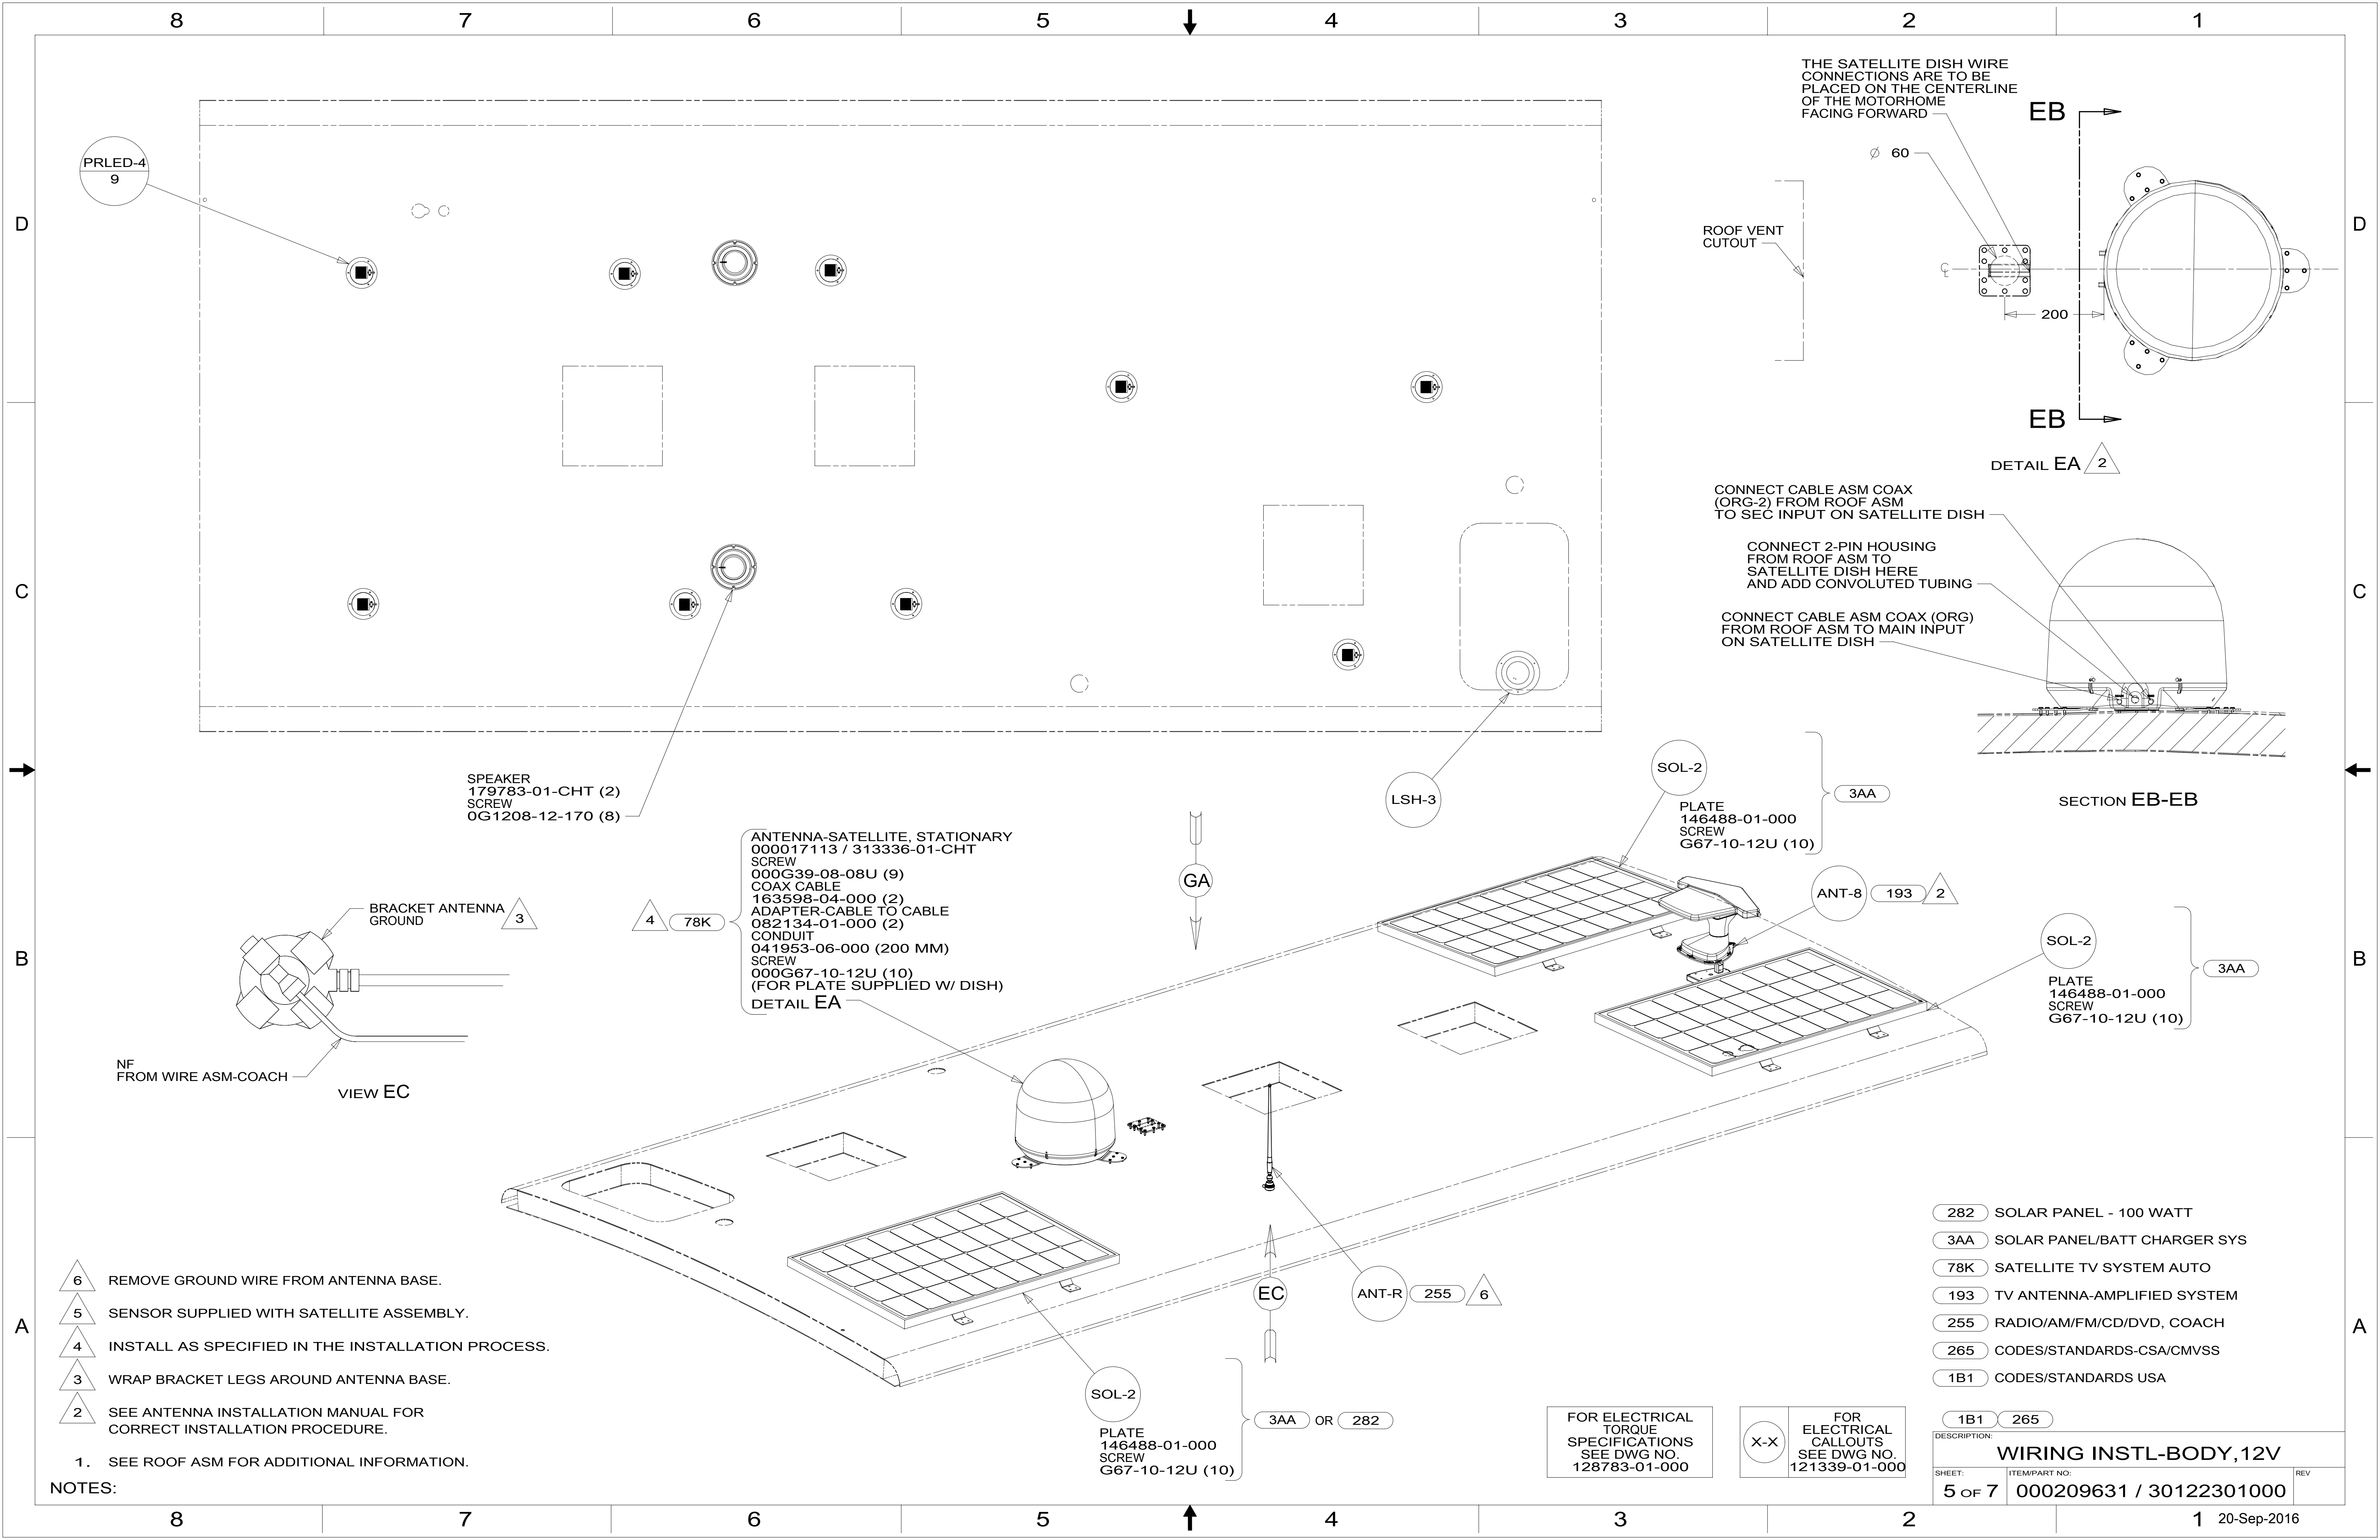 8 7 6 5 4 3 2 1
D
C
B
A
D
C
B
A
PRLED-4
9
THE SATELLITE DISH WIRE
CONNECTIONS ARE TO BE
PLACED ON THE CENTERLINE
OF THE MOTORHOME
FACING FORWARD
EB
Ø 60
ROOF VENT
CUTOUT
CL
200
EB
DETAIL EA 2
CONNECT CABLE ASM COAX
(ORG-2) FROM ROOF ASM
TO SEC INPUT ON SATELLITE DISH
CONNECT 2-PIN HOUSING
FROM ROOF ASM TO
SATELLITE DISH HERE
AND ADD CONVOLUTED TUBING
CONNECT CABLE ASM COAX (ORG)
FROM ROOF ASM TO MAIN INPUT
ON SATELLITE DISH
SECTION EB-EB
SPEAKER
179783-01-CHT (2)
SCREW
0G1208-12-170 (8)
LSH-3
SOL-2
PLATE
146488-01-000
SCREW
G67-10-12U (10)
3AA
ANTENNA-SATELLITE, STATIONARY
000017113 / 313336-01-CHT
SCREW
000G39-08-08U (9)
COAX CABLE
163598-04-000 (2)
ADAPTER-CABLE TO CABLE
082134-01-000 (2)
CONDUIT
041953-06-000 (200 MM)
SCREW
000G67-10-12U (10)
(FOR PLATE SUPPLIED W/ DISH)
DETAIL EA
4 78K
GA
ANT-8 193 2
SOL-2
PLATE
146488-01-000
SCREW
G67-10-12U (10)
3AA
BRACKET ANTENNA
GROUND
3
NF
FROM WIRE ASM-COACH
VIEW EC
EC
ANT-R 255 6
SOL-2
PLATE
146488-01-000
SCREW
G67-10-12U (10)
3AA OR 282
6 REMOVE GROUND WIRE FROM ANTENNA BASE.
5 SENSOR SUPPLIED WITH SATELLITE ASSEMBLY.
4 INSTALL AS SPECIFIED IN THE INSTALLATION PROCESS.
3 WRAP BRACKET LEGS AROUND ANTENNA BASE.
2 SEE ANTENNA INSTALLATION MANUAL FOR
CORRECT INSTALLATION PROCEDURE.
1. SEE ROOF ASM FOR ADDITIONAL INFORMATION.
NOTES:
282 SOLAR PANEL - 100 WATT
3AA SOLAR PANEL/BATT CHARGER SYS
78K SATELLITE TV SYSTEM AUTO
193 TV ANTENNA-AMPLIFIED SYSTEM
255 RADIO/AM/FM/CD/DVD, COACH
265 CODES/STANDARDS-CSA/CMVSS
1B1 CODES/STANDARDS USA
1B1 265
FOR ELECTRICAL
TORQUE
SPECIFICATIONS
SEE DWG NO.
128783-01-000
X-X
FOR
ELECTRICAL
CALLOUTS
SEE DWG NO.
121339-01-000
DESCRIPTION:
WIRING INSTL-BODY,12V
SHEET:
5 OF 7
ITEM/PART NO:
000209631 / 30122301000
REV
8 7 6 5 4 3 2 1
20-Sep-2016